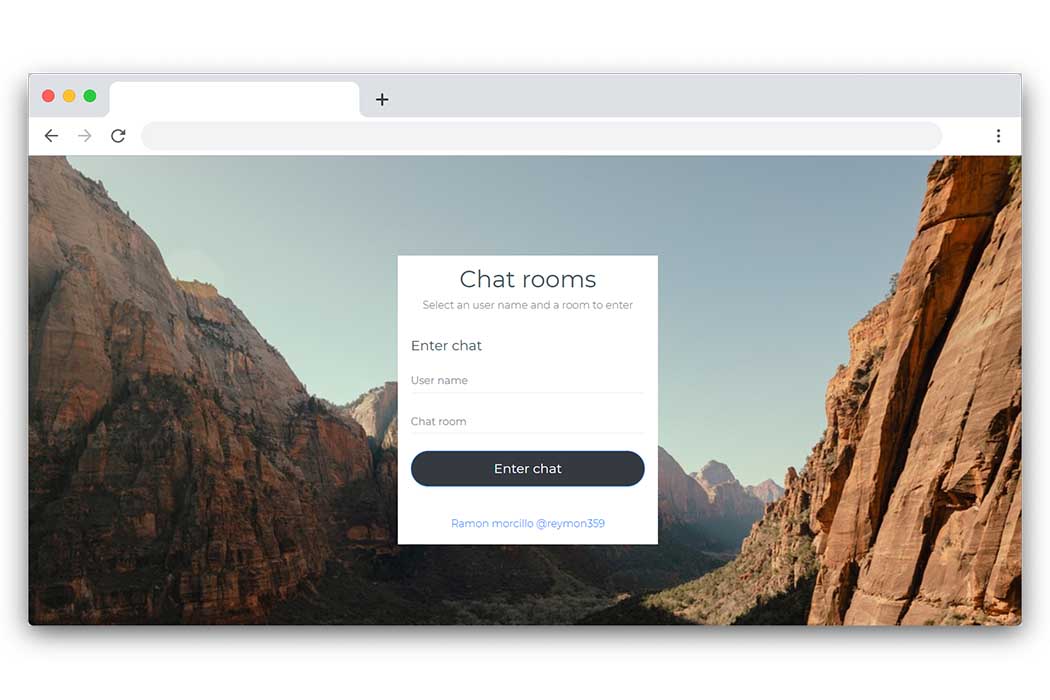 Chat rooms
Select an user name and a room to enter
Enter chat
User name
Chat room
Enter chat
Ramon morcillo @reymon359